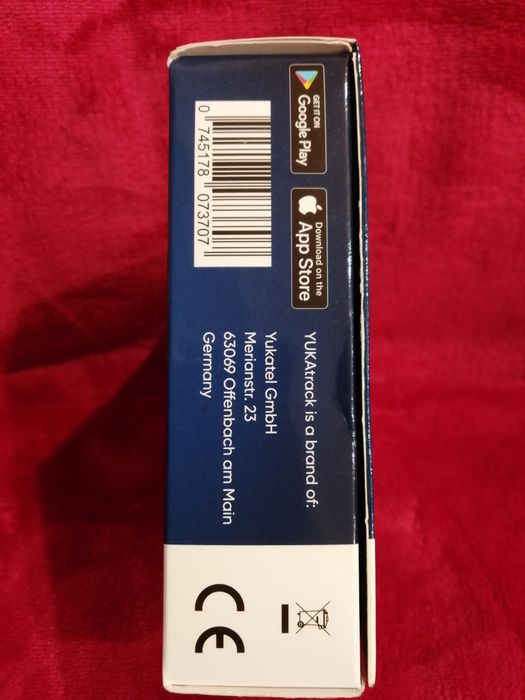 GET IT ON
Google Play
Download on the
App Store
0 745178 073707
YUKAtrack is a brand of:
Yukatel GmbH
Merianstr. 23
63069 Offenbach am Main
Germany
CE